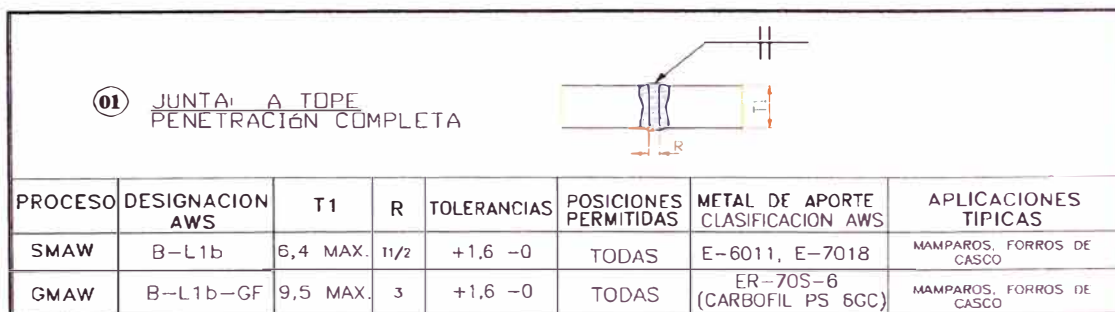 01 JUNTA A TOPE
PENETRACIÓN COMPLETA
T1
R
PROCESO DESIGNACION AWS T1 R TOLERANCIAS POSICIONES PERMITIDAS METAL DE APORTE CLASIFICACION AWS APLICACIONES TIPICAS
SMAW B-L1b 6,4 MAX. T1/2 +1,6 -0 TODAS E-6011, E-7018 MAMPAROS, FORROS DE CASCO
GMAW B-L1b-GF 9,5 MAX. 3 +1,6 -0 TODAS ER-70S-6 (CARBOFIL PS 6GC) MAMPAROS, FORROS DE CASCO